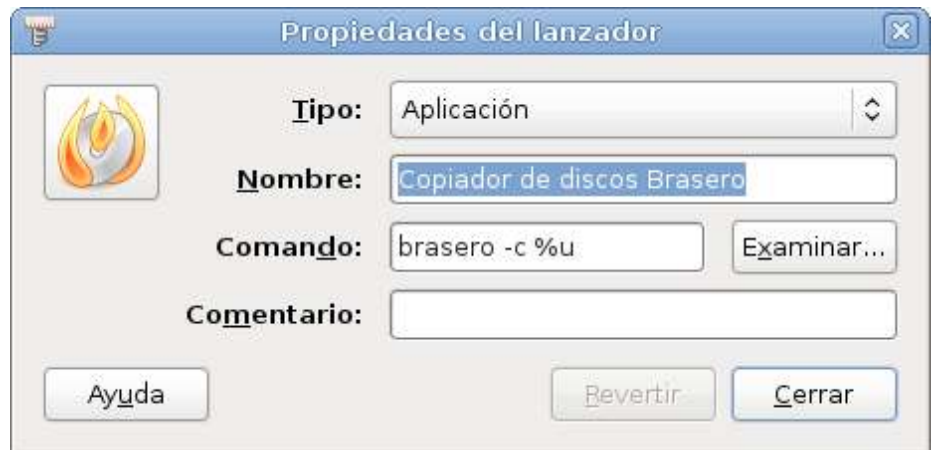 Propiedades del lanzador
Tipo: Aplicación
Nombre: Copiador de discos Brasero
Comando: brasero -c %u Examinar...
Comentario:
Ayuda Revertir Cerrar